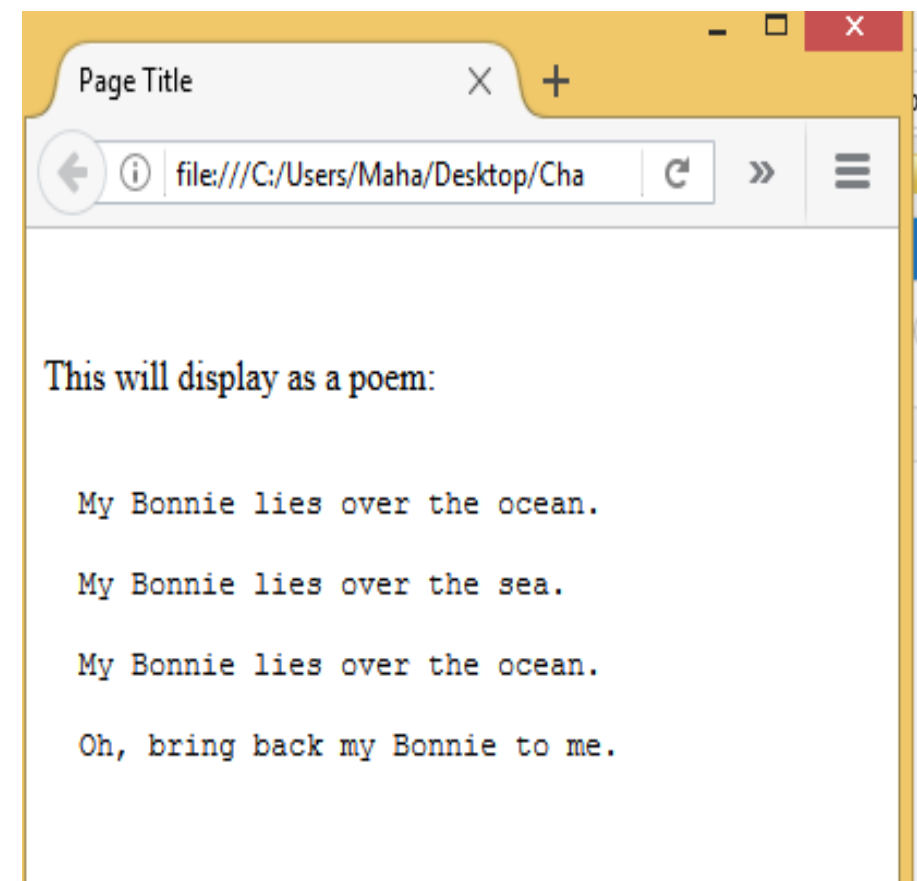 Page Title
file:///C:/Users/Maha/Desktop/Cha
This will display as a poem:
My Bonnie lies over the ocean.
My Bonnie lies over the sea.
My Bonnie lies over the ocean.
Oh, bring back my Bonnie to me.